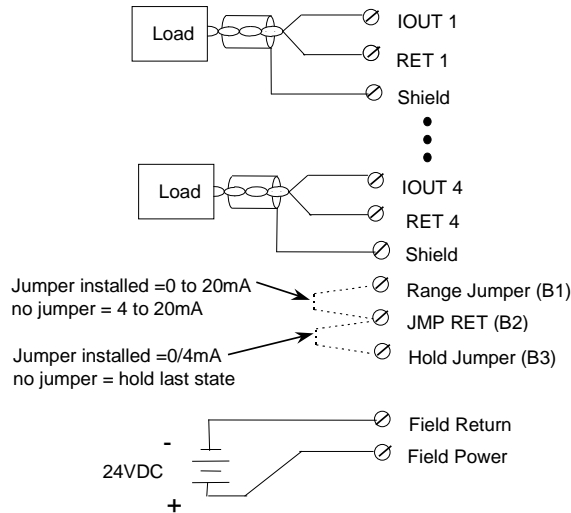 Load
IOUT 1
RET 1
Shield
Load
IOUT 4
RET 4
Shield
Jumper installed =0 to 20mA
no jumper = 4 to 20mA
Range Jumper (B1)
JMP RET (B2)
Jumper installed =0/4mA
no jumper = hold last state
Hold Jumper (B3)
Field Return
-
24VDC
Field Power
+